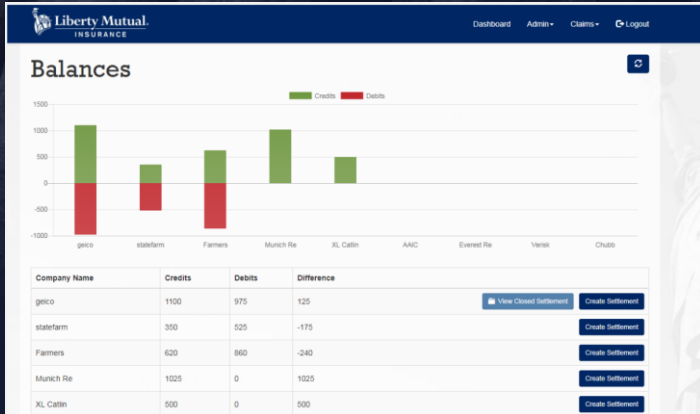 Liberty Mutual.
INSURANCE
Dashboard Admin Claims Logout
Balances
Credits Debits
1500
1000
500
0
-500
-1000
geico statefarm Farmers Munich Re XL Catlin AAIC Everest Re Verisk Chubb
Company Name Credits Debits Difference
geico 1100 975 125 View Closed Settlement Create Settlement
statefarm 350 525 -175 Create Settlement
Farmers 620 860 -240 Create Settlement
Munich Re 1025 0 1025 Create Settlement
XL Catlin 500 0 500 Create Settlement